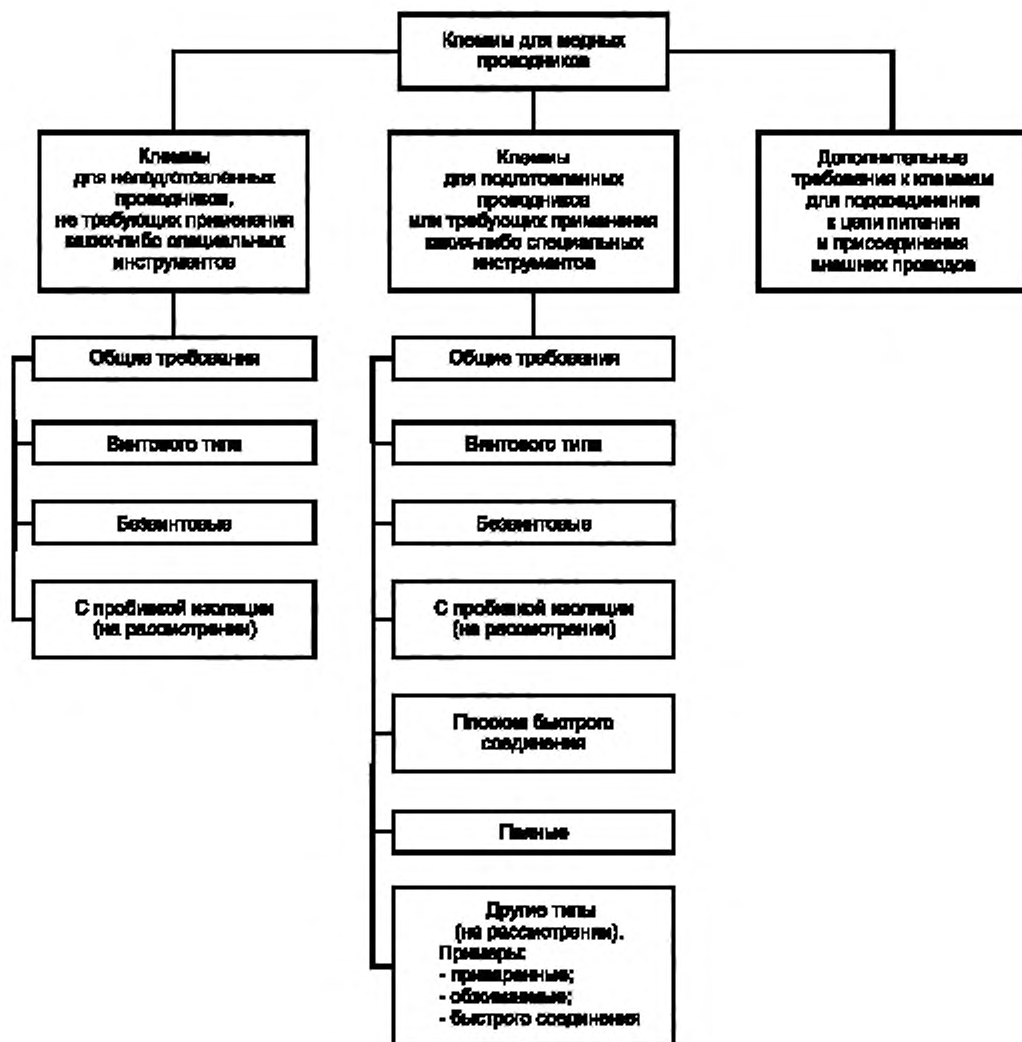 Клеммы для медных
проводников
Клеммы
для неподготовленных
проводников,
не требующих применения
каких-либо специальных
инструментов
Клеммы
для подготовленных
проводников
или требующих применения
каких-либо специальных
инструментов
Дополнительные
требования к клеммам
для подсоединения
к цепи питания
и присоединения
внешних проводов
Общие требования
Винтового типа
Безвинтовые
С пробивкой изоляции
(на рассмотрении)
Общие требования
Винтового типа
Безвинтовые
С пробивкой изоляции
(на рассмотрении)
Плоские быстрого
соединения
Паяные
Другие типы
(на рассмотрении).
Примеры:
- приваренные;
- обжимаемые;
- быстрого соединения